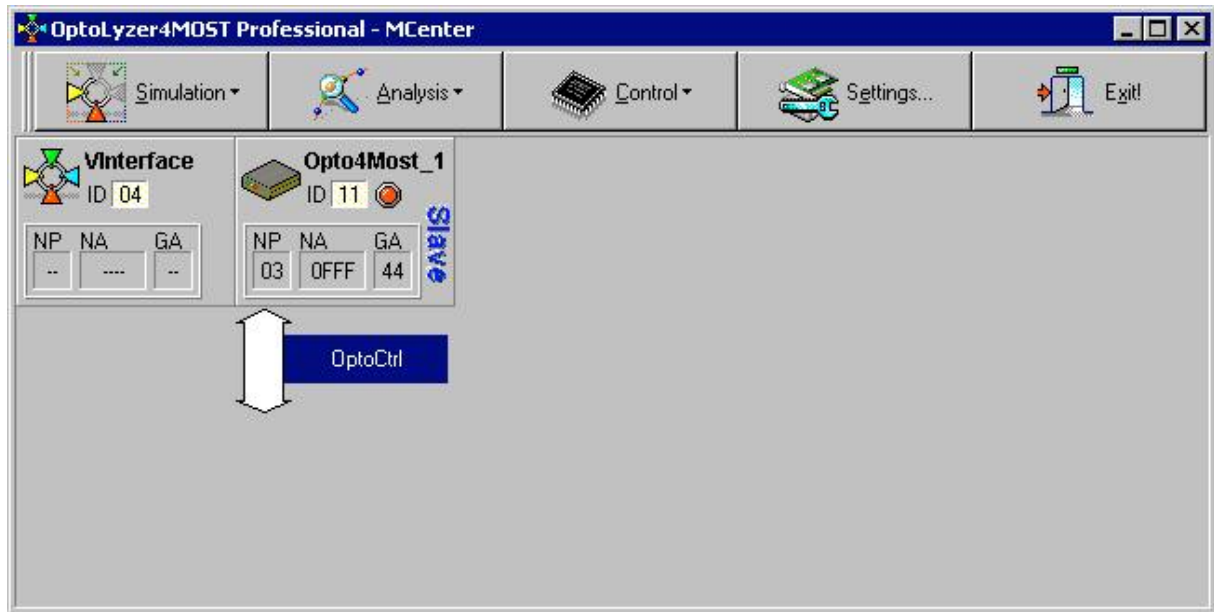 OptoLyzer4MOST Professional - MCenter
Simulation Analysis Control Settings... Exit!
VInterface
ID 04
NP NA GA
-- ---- --
Opto4Most_1
ID 11
NP NA GA
03 0FFF 44
Slave
OptoCtrl